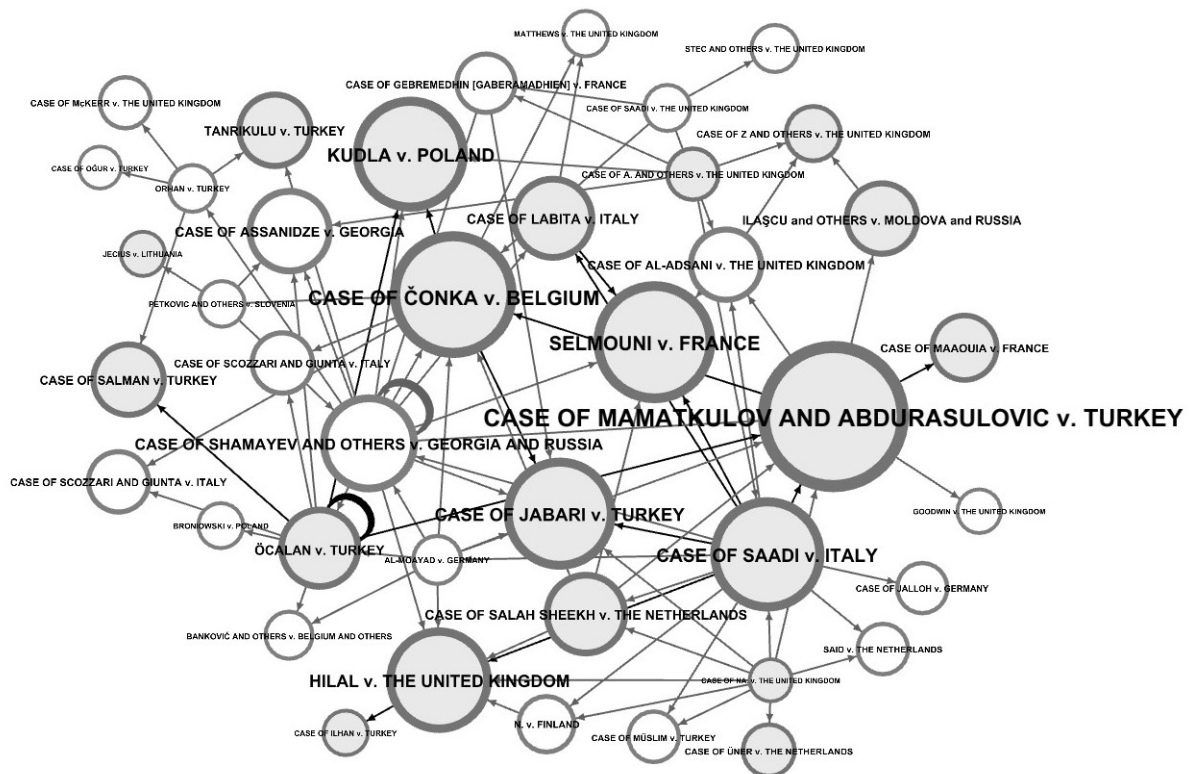 MATTHEWS v. THE UNITED KINGDOM
STEC AND OTHERS v. THE UNITED KINGDOM
CASE OF GEBREMEDHIN [GABERAMADHIEN] v. FRANCE
CASE OF McKERR v. THE UNITED KINGDOM
CASE OF SAADI v. THE UNITED KINGDOM
TANRIKULU v. TURKEY
CASE OF Z AND OTHERS v. THE UNITED KINGDOM
KUDLA v. POLAND
CASE OF OĞUR v. TURKEY
CASE OF A. AND OTHERS v. THE UNITED KINGDOM
ORHAN v. TURKEY
CASE OF LABITA v. ITALY
ILAŞCU and OTHERS v. MOLDOVA and RUSSIA
CASE OF ASSANIDZE v. GEORGIA
JECIUS v. LITHUANIA
CASE OF AL-ADSANI v. THE UNITED KINGDOM
CASE OF ČONKA v. BELGIUM
PETKOVIC AND OTHERS v. SLOVENIA
SELMOUNI v. FRANCE
CASE OF MAAOUIA v. FRANCE
CASE OF SCOZZARI AND GIUNTA v. ITALY
CASE OF SALMAN v. TURKEY
CASE OF MAMATKULOV AND ABDURASULOVIC v. TURKEY
CASE OF SHAMAYEV AND OTHERS v. GEORGIA AND RUSSIA
CASE OF SCOZZARI AND GIUNTA v. ITALY
GOODWIN v. THE UNITED KINGDOM
CASE OF JABARI v. TURKEY
BRONIOWSKI v. POLAND
ÖCALAN v. TURKEY
AL-MOAYAD v. GERMANY
CASE OF SAADI v. ITALY
CASE OF JALLOH v. GERMANY
CASE OF SALAH SHEEKH v. THE NETHERLANDS
BANKOVIĆ AND OTHERS v. BELGIUM AND OTHERS
SAID v. THE NETHERLANDS
HILAL v. THE UNITED KINGDOM
CASE OF NA. v. THE UNITED KINGDOM
N. v. FINLAND
CASE OF ILHAN v. TURKEY
CASE OF MÜSLIM v. TURKEY
CASE OF ÜNER v. THE NETHERLANDS